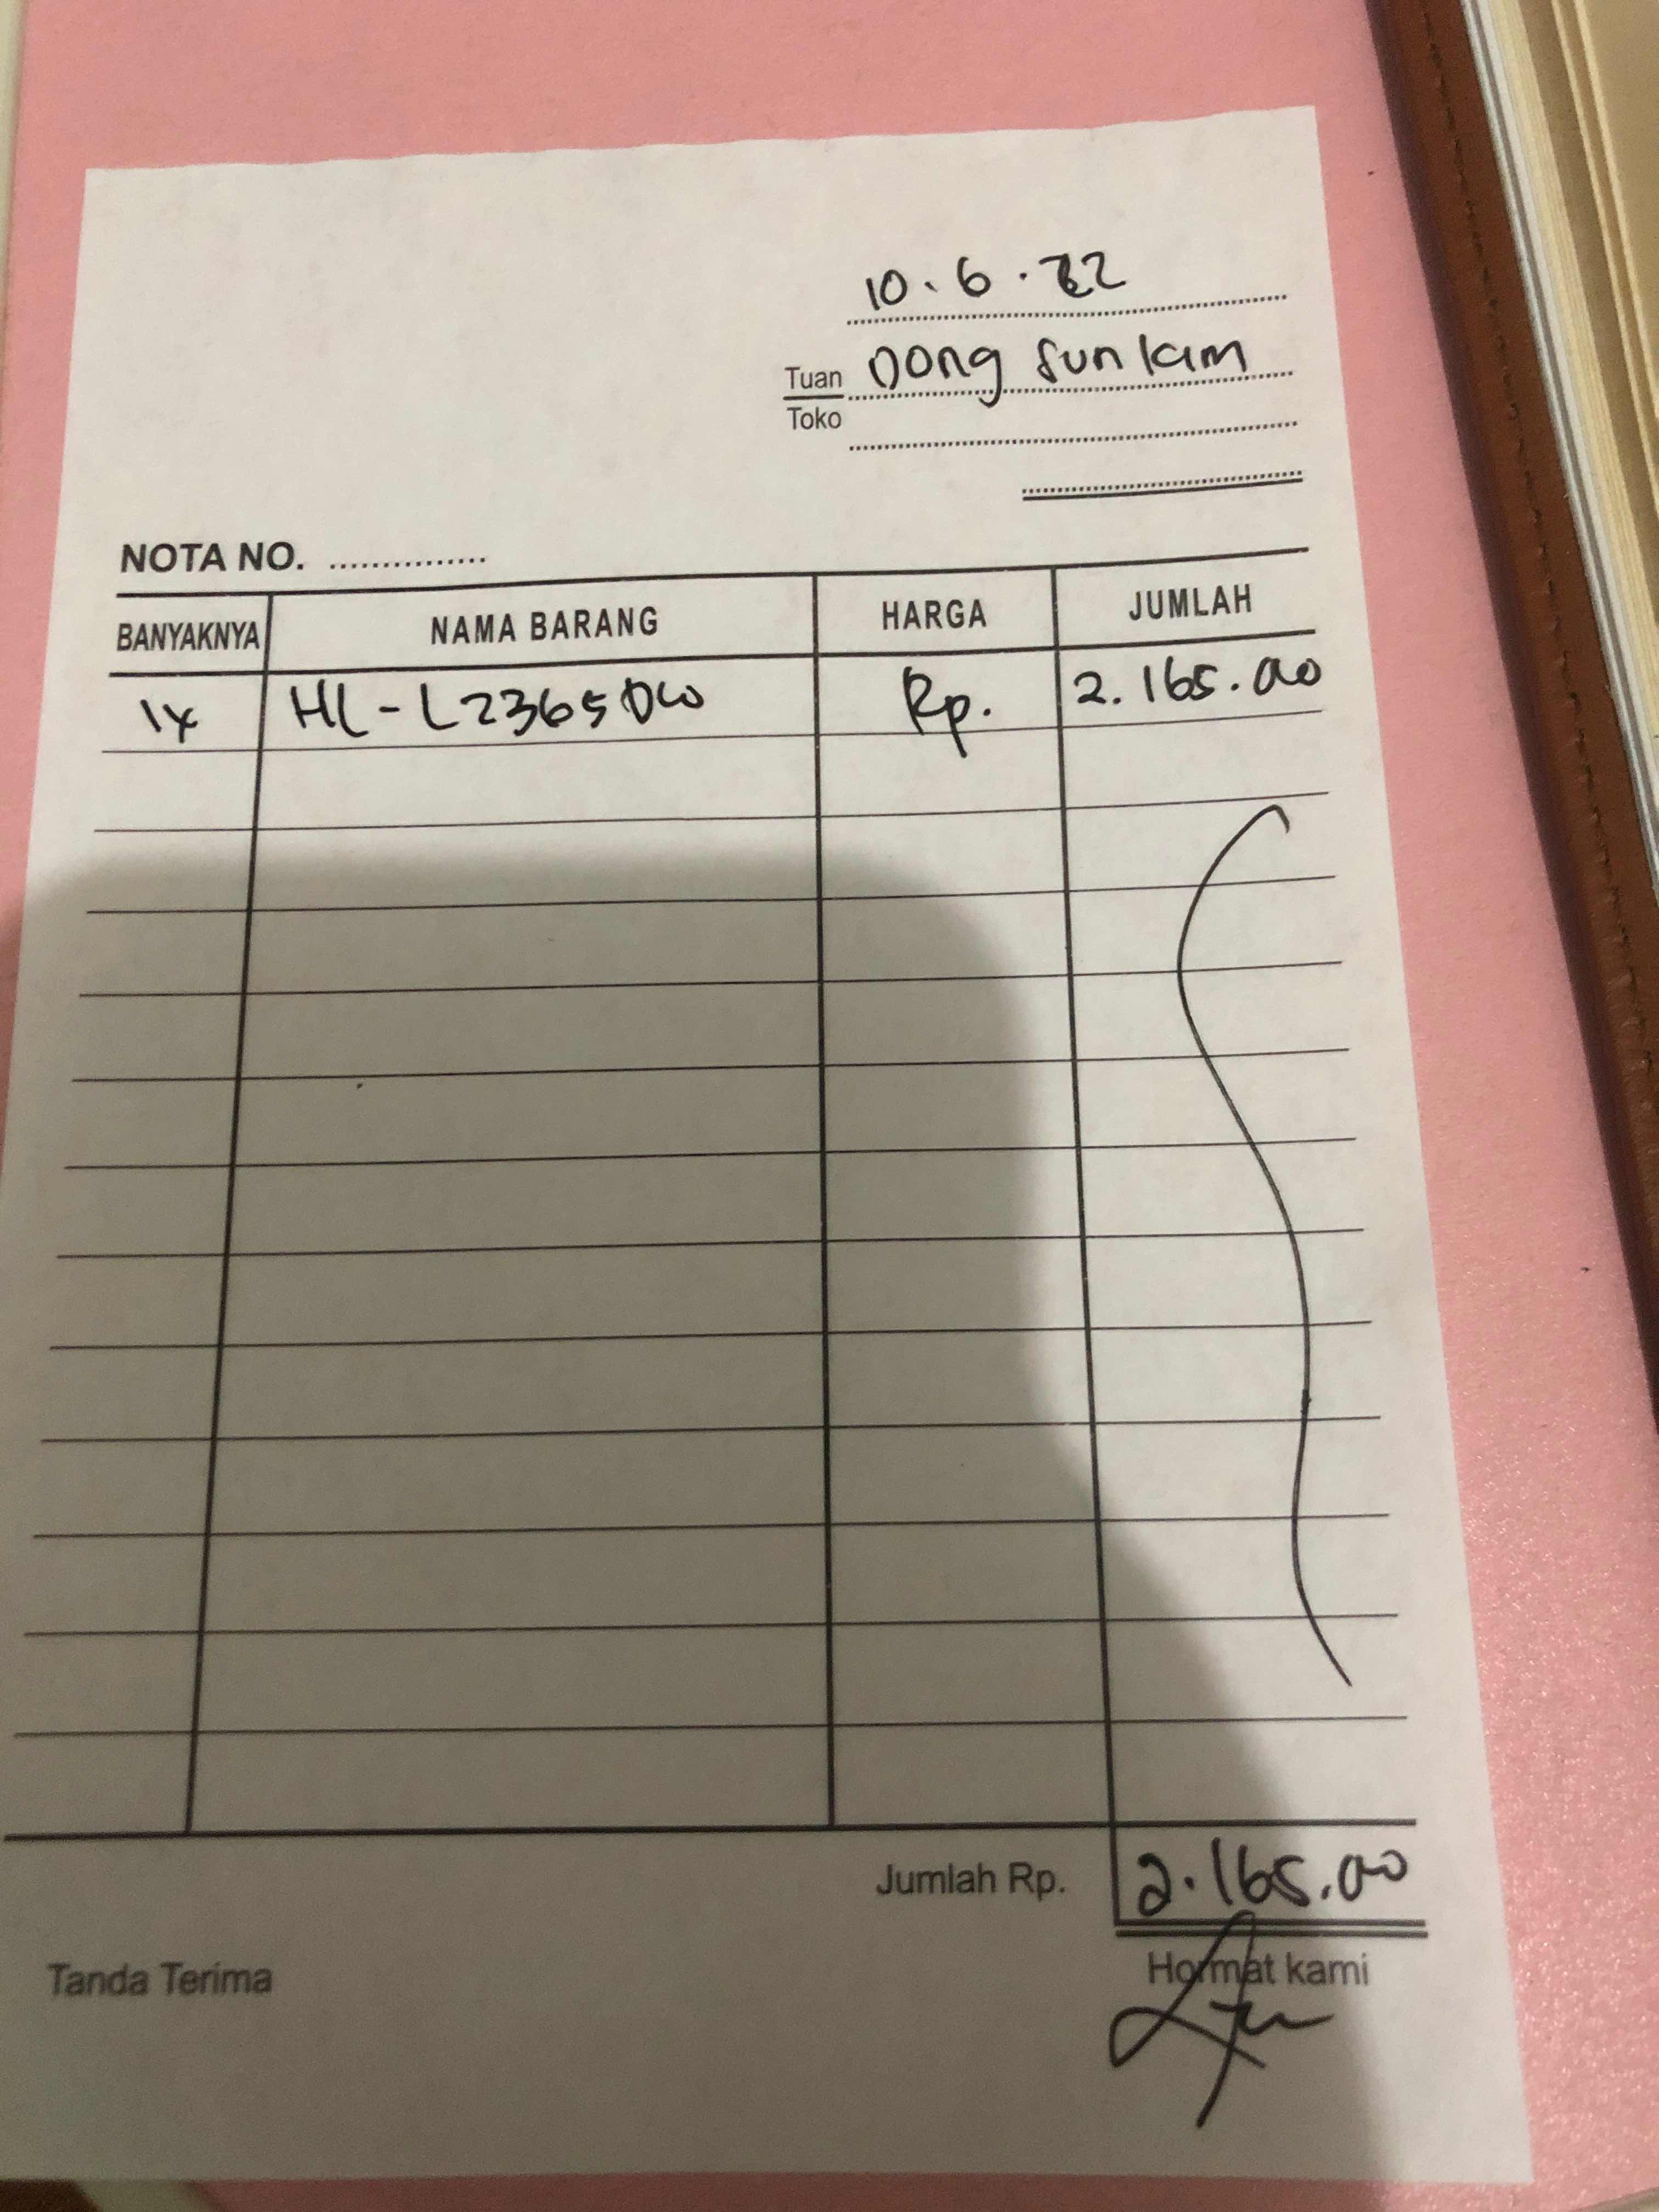 10.6.22
Tuan Dong sun kim
Toko
NOTA NO. ...............
BANYAKNYA NAMA BARANG HARGA JUMLAH
1x HL-L2365DW Rp. 2.165.000
Jumlah Rp. 2.165.000
Tanda Terima Hormat kami